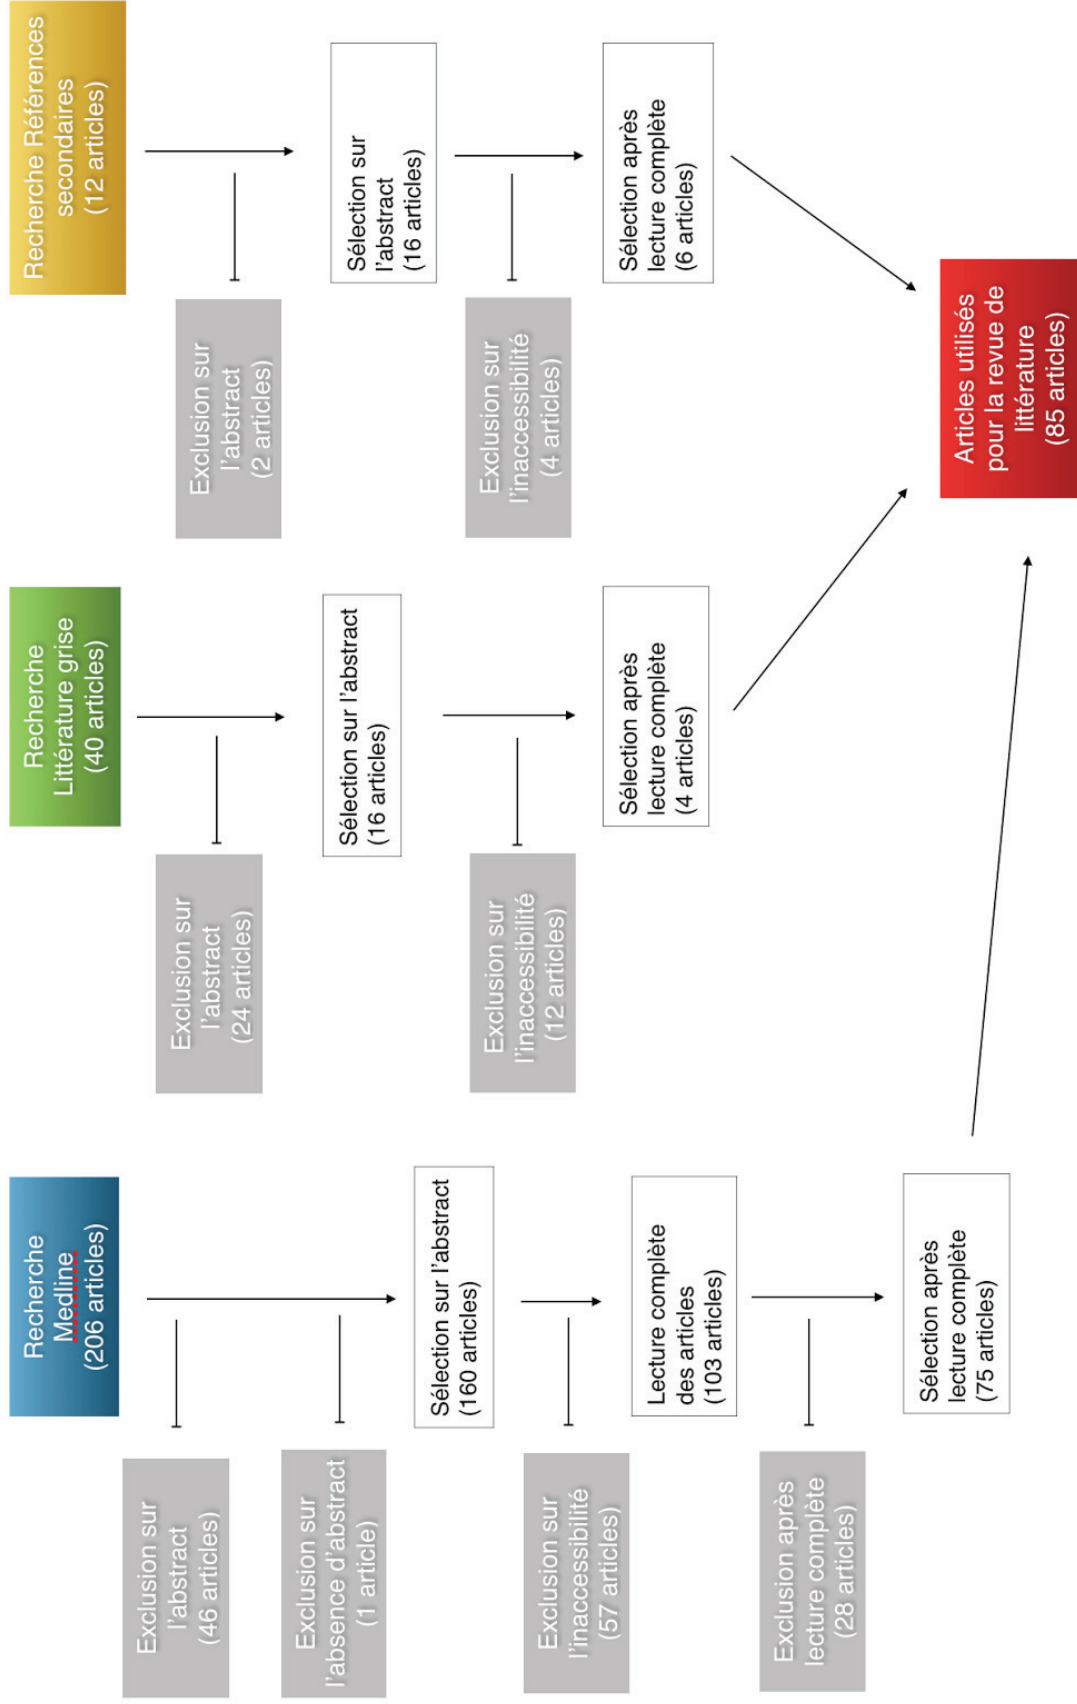 Recherche
Medline
(206 articles)
Exclusion sur
l'abstract
(46 articles)
Exclusion sur
l'absence d'abstract
(1 article)
Sélection sur l'abstract
(160 articles)
Exclusion sur
l'inaccessibilité
(57 articles)
Lecture complète
des articles
(103 articles)
Exclusion après
lecture complète
(28 articles)
Sélection après
lecture complète
(75 articles)
Recherche
Littérature grise
(40 articles)
Exclusion sur
l'abstract
(24 articles)
Sélection sur l'abstract
(16 articles)
Exclusion sur
l'inaccessibilité
(12 articles)
Sélection après
lecture complète
(4 articles)
Recherche Références
secondaires
(12 articles)
Exclusion sur
l'abstract
(2 articles)
Sélection sur
l'abstract
(16 articles)
Exclusion sur
l'inaccessibilité
(4 articles)
Sélection après
lecture complète
(6 articles)
Articles utilisés
pour la revue de
littérature
(85 articles)